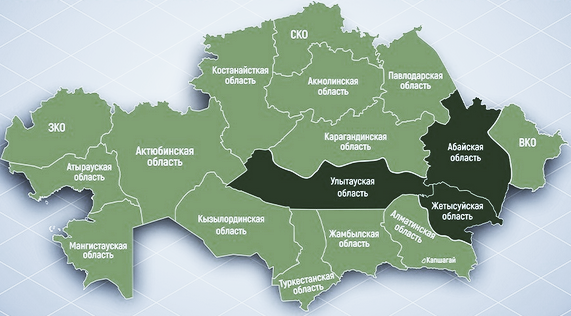 СКО
Костанайсткая
область
Акмолинская
область
Павлодарская
область
ЗКО
Актюбинская
область
Карагандинская
область
Абайская
область
ВКО
Атырауская
область
Улытауская
область
Жетысуйская
область
Кызылординская
область
Жамбылская
область
Алматинская
область
Мангистауская
область
Капшагай
Туркестанская
область